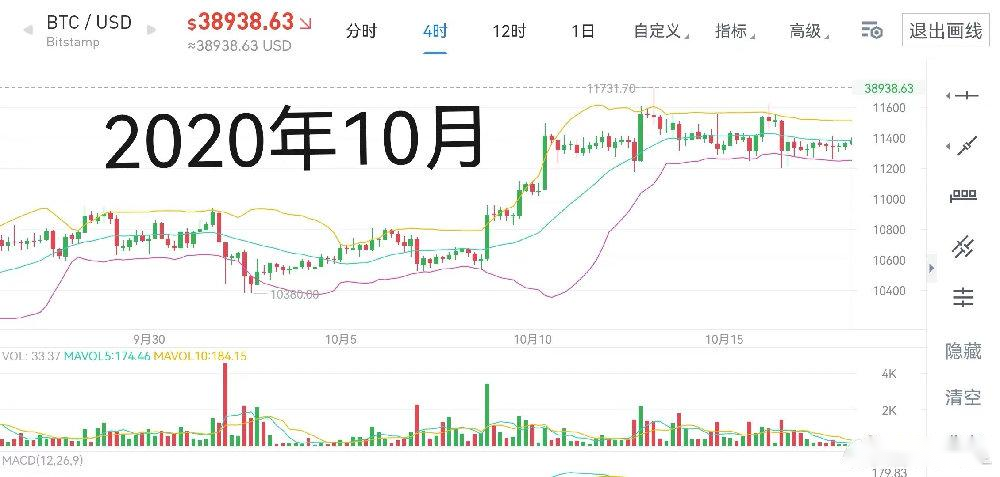 BTC / USD
Bitstamp
$38938.63
≈38938.63 USD
分时
4时
12时
1日
自定义
指标
高级
退出画线
2020年10月
11731.70
38938.63
11600
11400
11200
11000
10800
10600
10400
10380.00
9月30
10月5
10月10
10月15
VOL: 33.37 MAVOL5:174.46 MAVOL10:184.15
4K
2K
MACD(12,26,9)
179.83
隐藏
清空